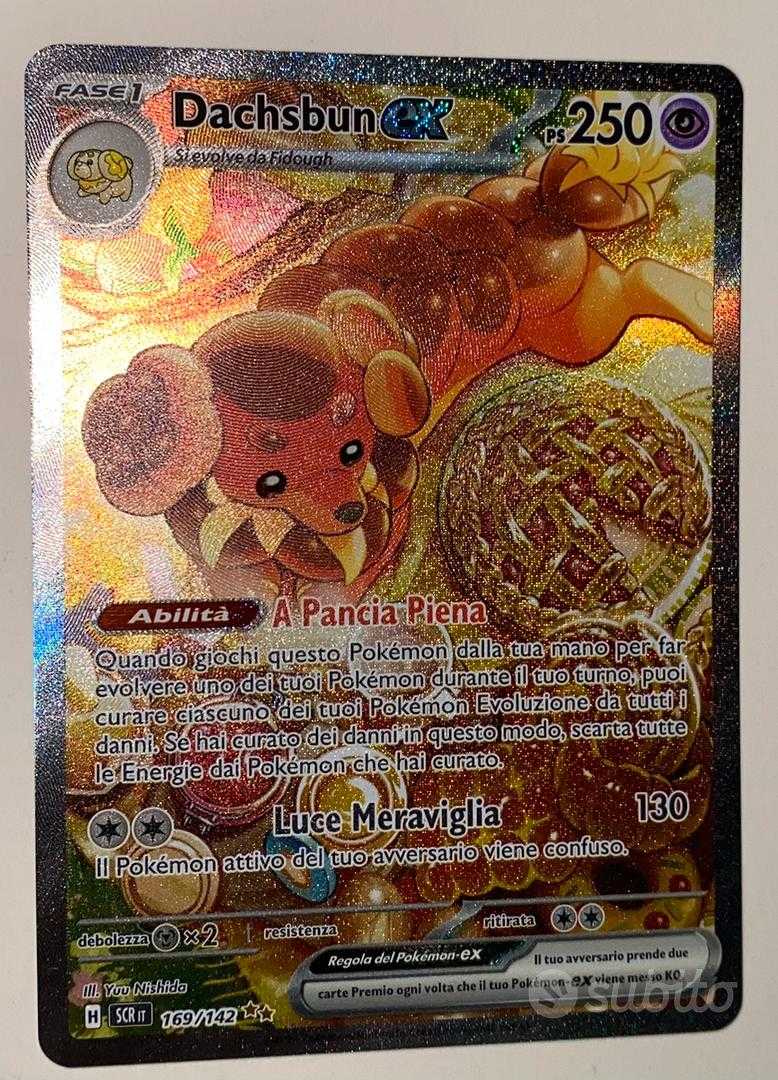 FASE 1
Dachsbun ex
PS 250
Si evolve da Fidough
Abilità A Pancia Piena
Quando giochi questo Pokémon dalla tua mano per far
evolvere uno dei tuoi Pokémon durante il tuo turno, puoi
curare ciascuno dei tuoi Pokémon Evoluzione da tutti i
danni. Se hai curato dei danni in questo modo, scarta tutte
le Energie dai Pokémon che hai curato.
Luce Meraviglia 130
Il Pokémon attivo del tuo avversario viene confuso.
debolezza ×2 resistenza ritirata
Regola del Pokémon-ex Il tuo avversario prende due
carte Premio ogni volta che il tuo Pokémon-ex viene messo KO.
Ill. Yuu Nishida
H SCR IT 169/142
subito